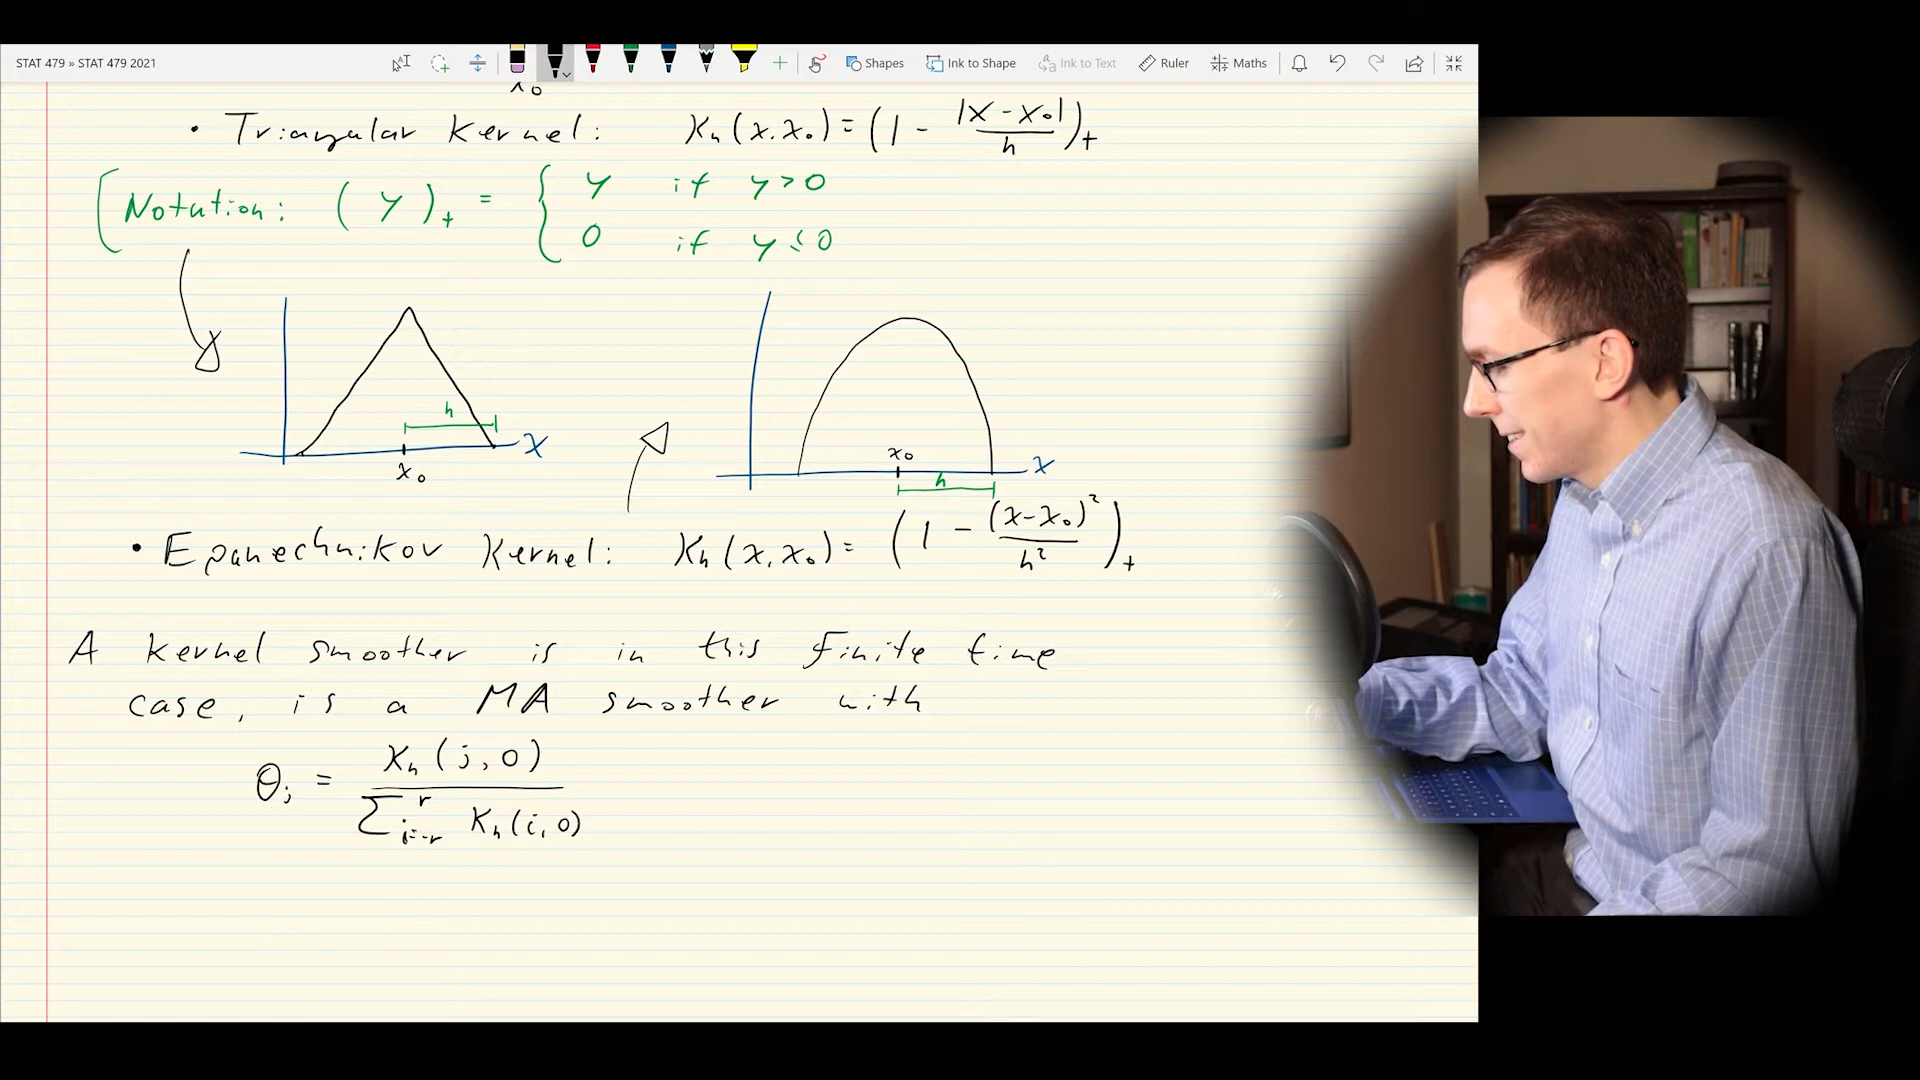 STAT 479 » STAT 479 2021
Shapes Ink to Shape Ink to Text Ruler Maths
x₀
• Triangular Kernel: Kₕ(x,x₀) = (1 - |x-x₀|/h)₊
[Notation: (y)₊ = { y if y>0
0 if y≤0
h
x
x₀
x₀
x
h
• Epanechnikov Kernel: Kₕ(x,x₀) = (1 - (x-x₀)²/h²)₊
A kernel smoother is in this finite time
case, is a MA smoother with
θⱼ = Kₕ(j,0) / ∑ᵢ₌₋ᵣʳ Kₕ(i,0)